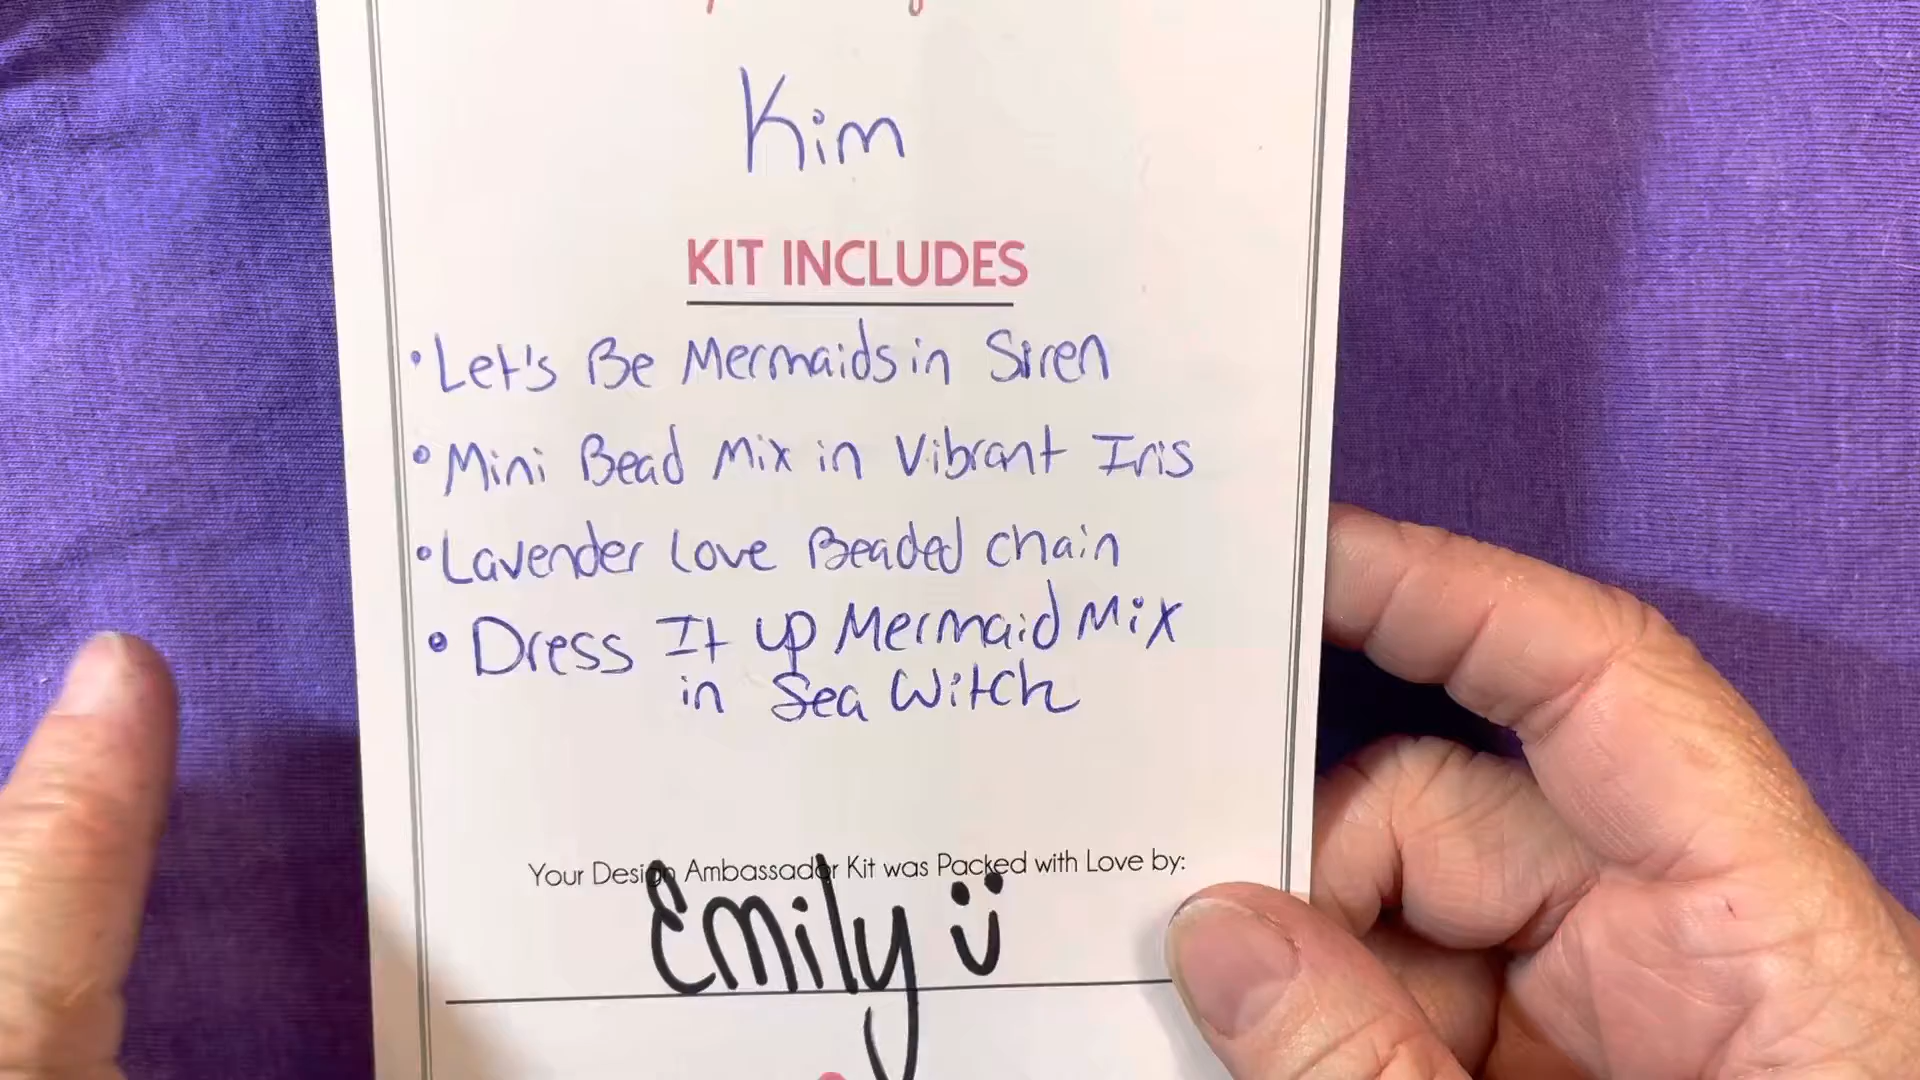 Kim
KIT INCLUDES
• Let's Be Mermaids in Siren
• Mini Bead Mix in Vibrant Iris
• Lavender Love Beaded Chain
• Dress It up Mermaid Mix
in Sea Witch
Your Design Ambassador Kit was Packed with Love by:
Emily